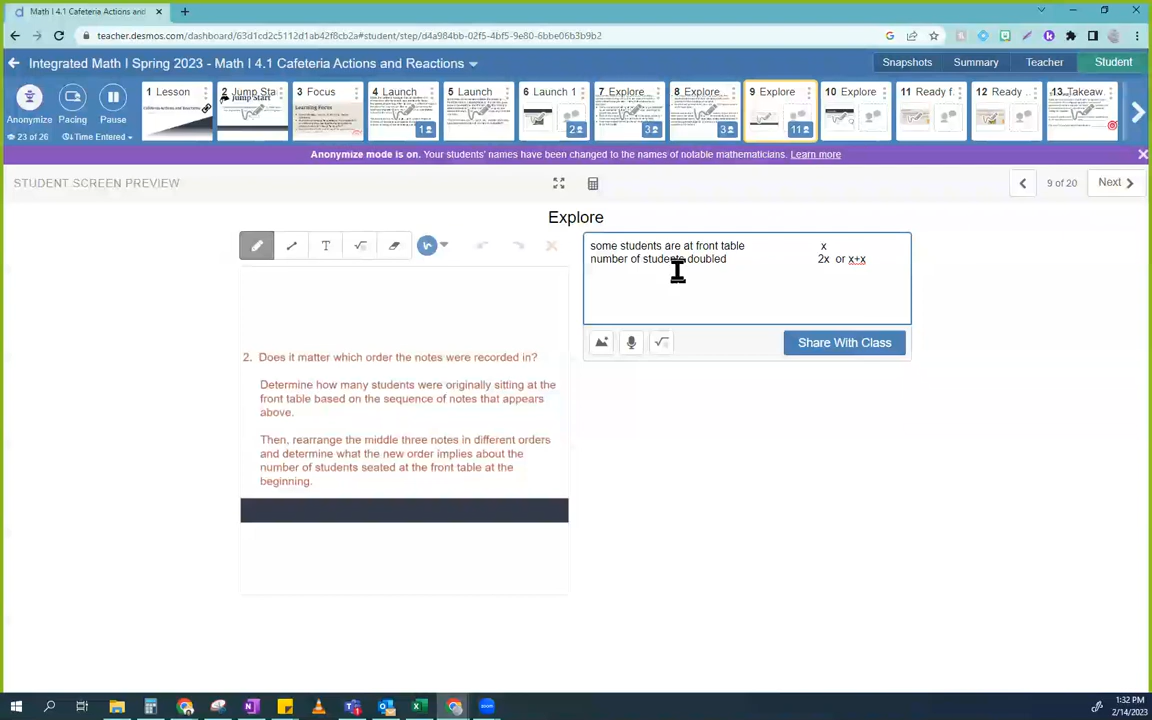 Math I 4.1 Cafeteria Actions and
teacher.desmos.com/dashboard/63d1cd2c5112d1ab42f8cb2a#student/step/d4a984bb-02f5-4bf5-9e80-6bbe06b3b9b2
Integrated Math I Spring 2023 - Math I 4.1 Cafeteria Actions and Reactions
Snapshots
Summary
Teacher
Student
Anonymize
Pacing
Pause
23 of 26
Time Entered
1 Lesson
2 Jump Sta
Jump Start
3 Focus
Learning Focus
4 Launch
1
5 Launch
6 Launch 1
2
7 Explore
3
8 Explore
3
9 Explore
11
10 Explore
11 Ready f
12 Ready
13 Takeaw
Anonymize mode is on. Your students' names have been changed to the names of notable mathematicians. Learn more
STUDENT SCREEN PREVIEW
9 of 20
Next
Explore
T
some students are at front table x
number of students doubled 2x or x+x
Share With Class
2. Does it matter which order the notes were recorded in?
Determine how many students were originally sitting at the
front table based on the sequence of notes that appears
above.
Then, rearrange the middle three notes in different orders
and determine what the new order implies about the
number of students seated at the front table at the
beginning.
1:32 PM
2/14/2023